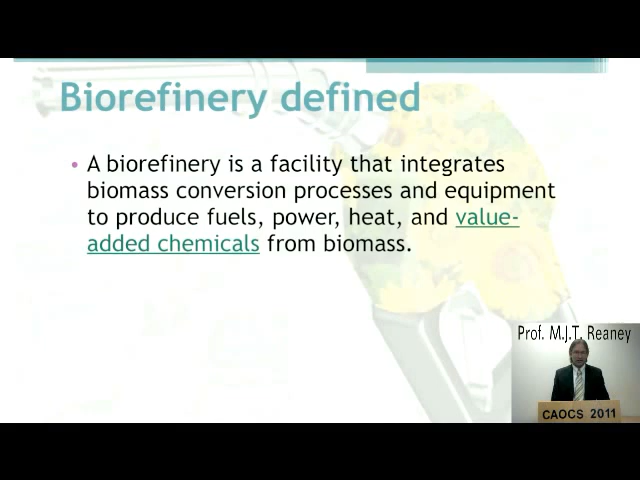 Biorefinery defined
• A biorefinery is a facility that integrates
biomass conversion processes and equipment
to produce fuels, power, heat, and value-
added chemicals from biomass.
Prof. M.J.T. Reaney
CAOCS 2011